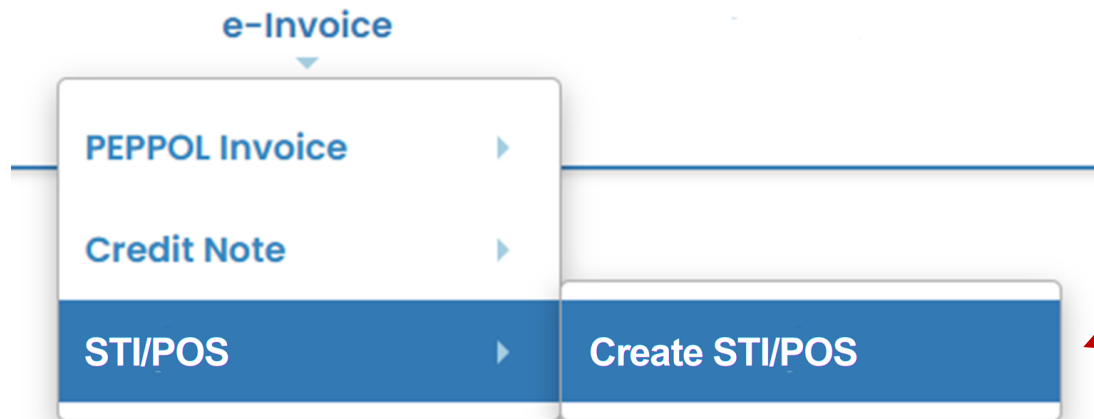 e-Invoice
PEPPOL Invoice
Credit Note
STI/POS
Create STI/POS